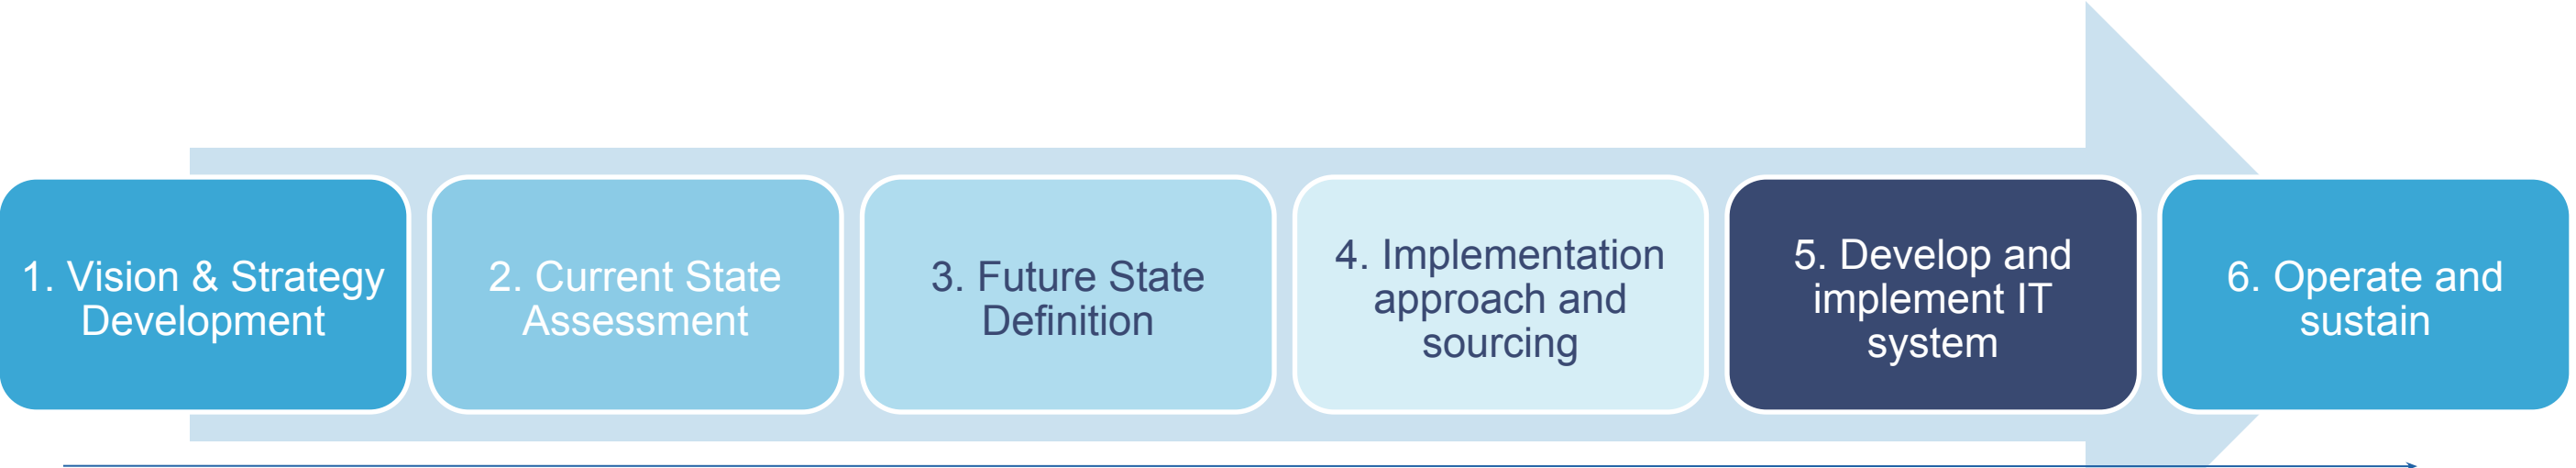 1. Vision & Strategy
Development
2. Current State
Assessment
3. Future State
Definition
4. Implementation
approach and
sourcing
5. Develop and
implement IT
system
6. Operate and
sustain